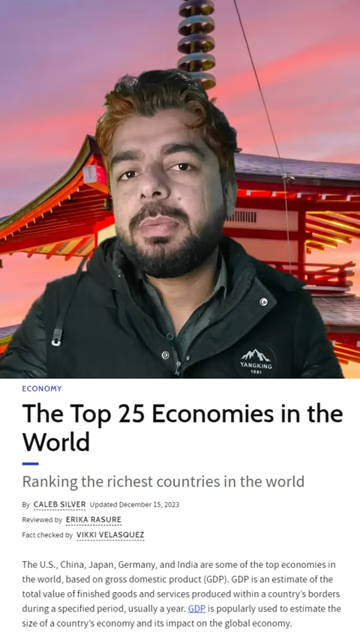 YANGKING
1981
ECONOMY
The Top 25 Economies in the
World
Ranking the richest countries in the world
By CALEB SILVER Updated December 15, 2023
Reviewed by ERIKA RASURE
Fact checked by VIKKI VELASQUEZ
The U.S., China, Japan, Germany, and India are some of the top economies in
the world, based on gross domestic product (GDP). GDP is an estimate of the
total value of finished goods and services produced within a country's borders
during a specified period, usually a year. GDP is popularly used to estimate the
size of a country's economy and its impact on the global economy.